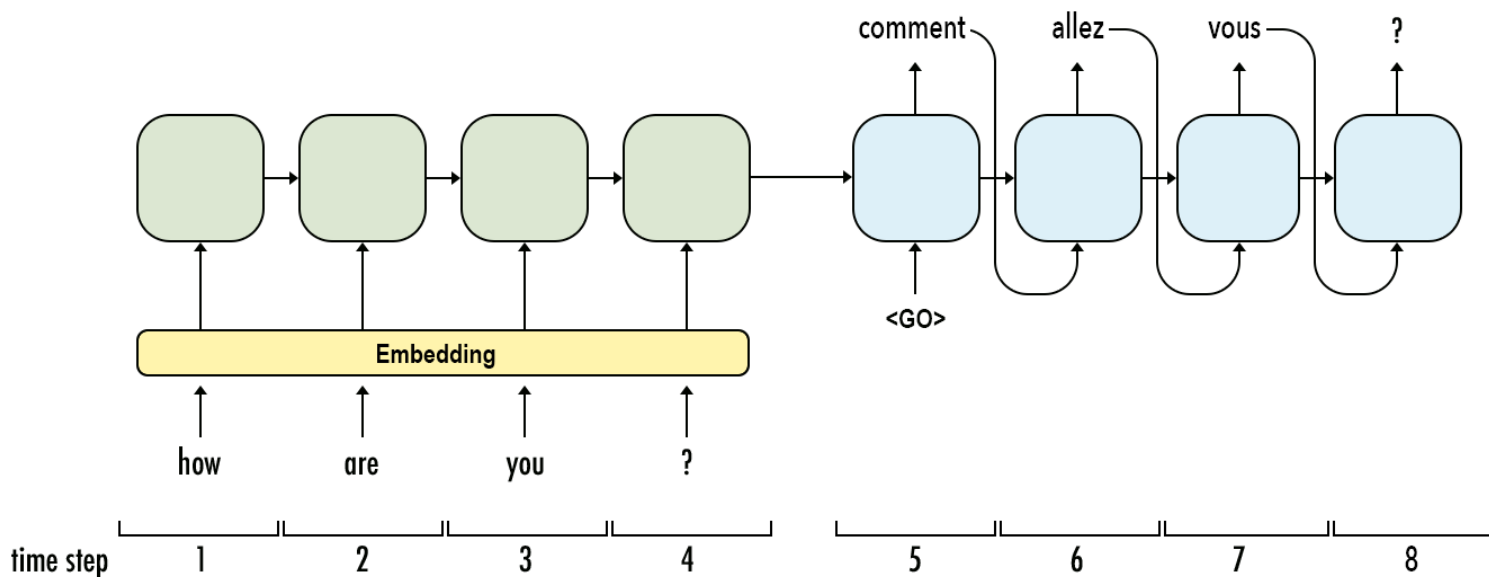 comment allez vous ?
<GO>
Embedding
how are you ?
time step 1 2 3 4 5 6 7 8